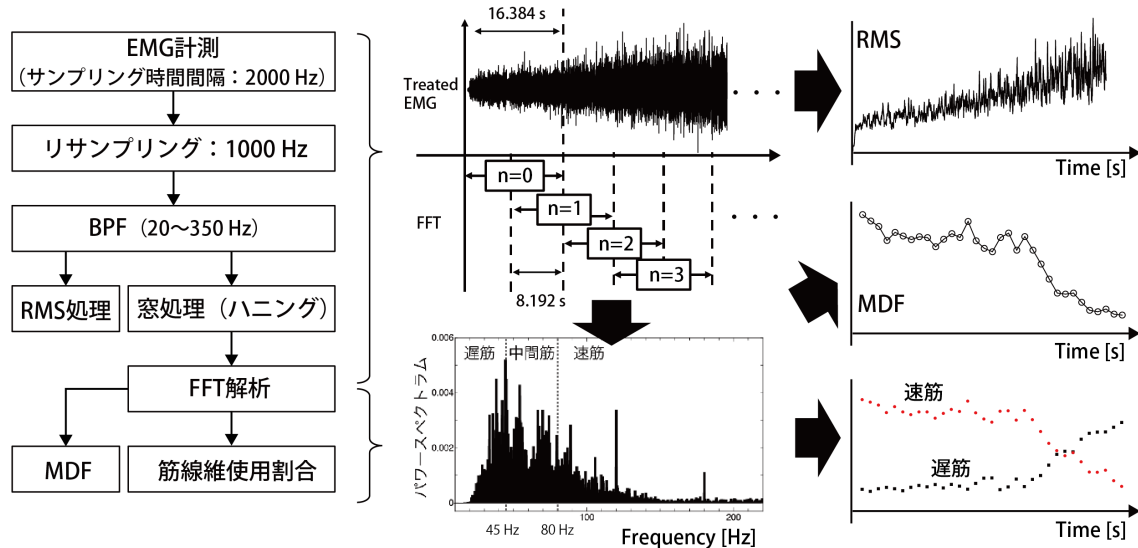 EMG計測
（サンプリング時間間隔：2000 Hz）
リサンプリング：1000 Hz
BPF（20～350 Hz）
RMS処理
窓処理（ハニング）
FFT解析
MDF
筋線維使用割合
16.384 s
Treated
EMG
・・・
n=0
n=1
n=2
n=3
FFT
・・・
8.192 s
0.006
0.004
0.002
0
パワースペクトラム
遅筋
中間筋
速筋
100
200
45 Hz
80 Hz
Frequency [Hz]
RMS
Time [s]
MDF
Time [s]
速筋
遅筋
Time [s]